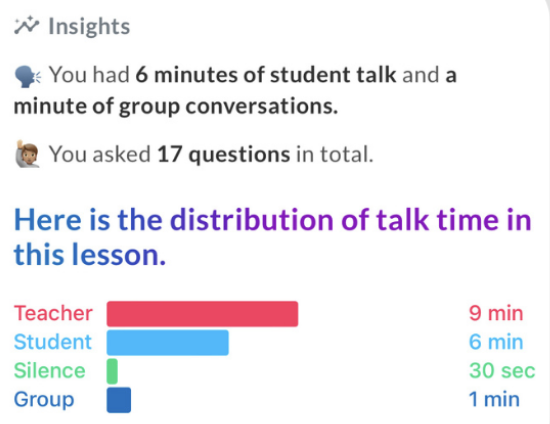 Insights
You had 6 minutes of student talk and a
minute of group conversations.
You asked 17 questions in total.
Here is the distribution of talk time in
this lesson.
Teacher 9 min
Student 6 min
Silence 30 sec
Group 1 min